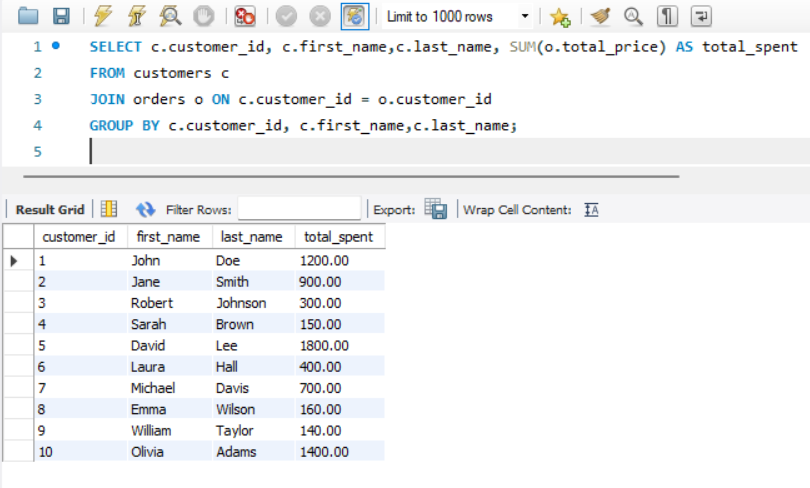 Limit to 1000 rows
1 SELECT c.customer_id, c.first_name,c.last_name, SUM(o.total_price) AS total_spent
2 FROM customers c
3 JOIN orders o ON c.customer_id = o.customer_id
4 GROUP BY c.customer_id, c.first_name,c.last_name;
5
Result Grid Filter Rows: Export: Wrap Cell Content: IA
customer_id first_name last_name total_spent
1 John Doe 1200.00
2 Jane Smith 900.00
3 Robert Johnson 300.00
4 Sarah Brown 150.00
5 David Lee 1800.00
6 Laura Hall 400.00
7 Michael Davis 700.00
8 Emma Wilson 160.00
9 William Taylor 140.00
10 Olivia Adams 1400.00